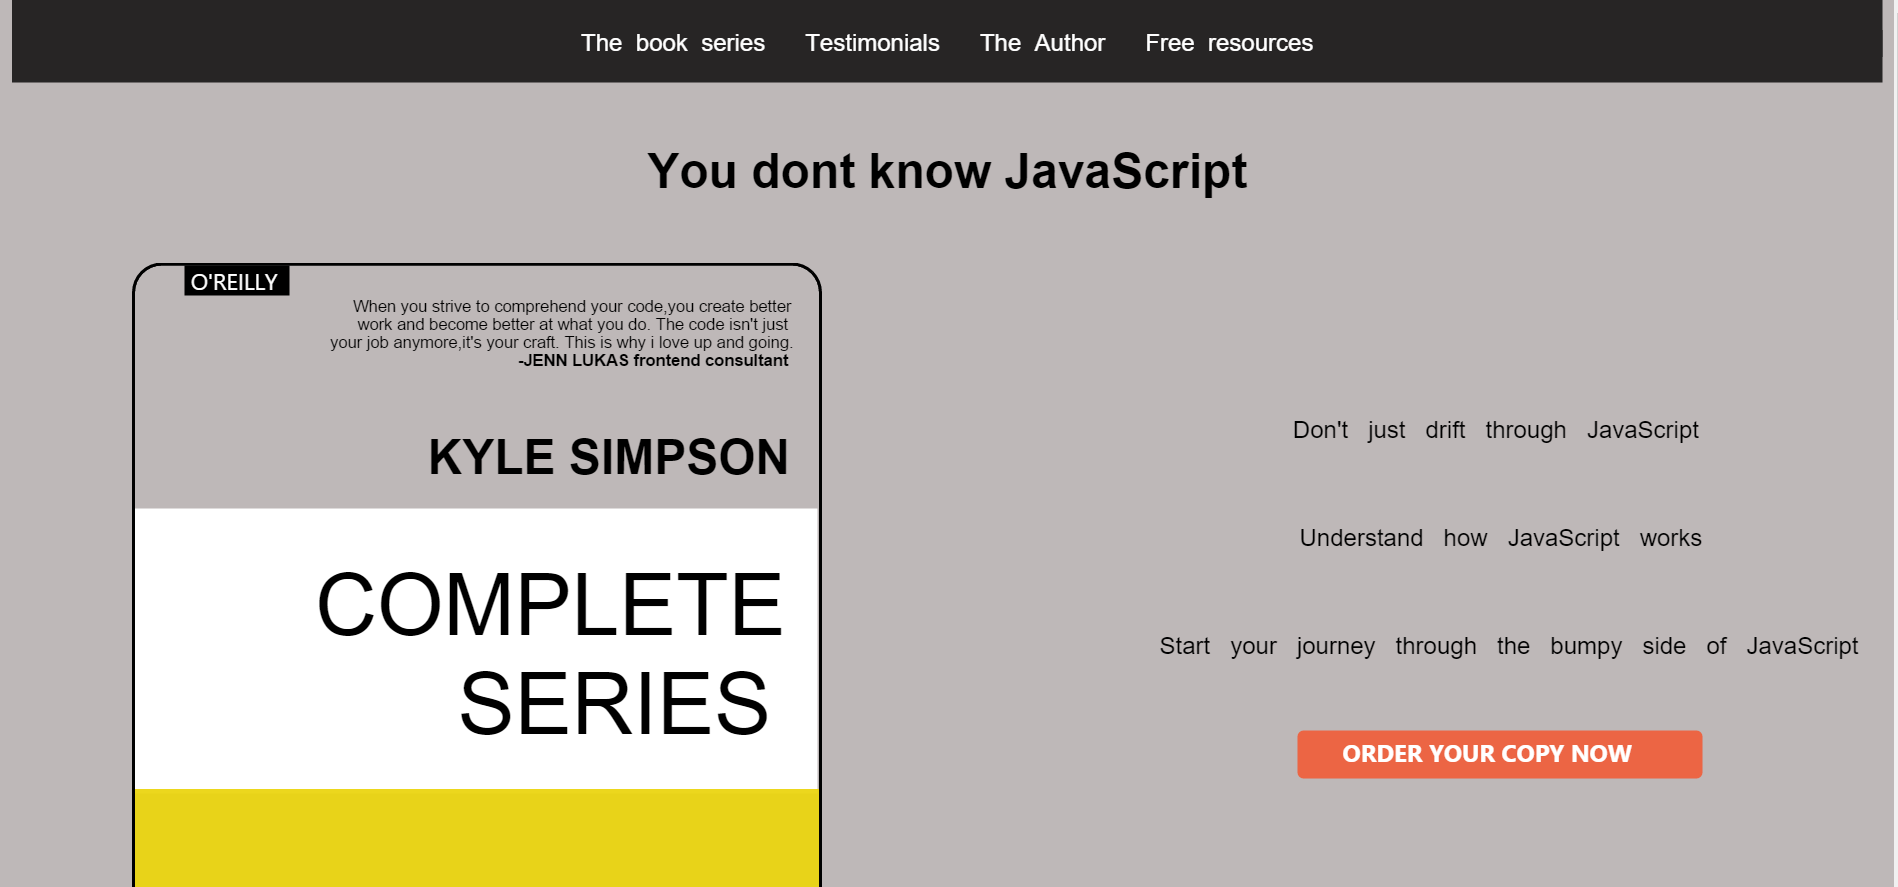 The book series Testimonials The Author Free resources
You dont know JavaScript
O'REILLY
When you strive to comprehend your code,you create better
work and become better at what you do. The code isn't just
your job anymore,it's your craft. This is why i love up and going.
-JENN LUKAS frontend consultant
KYLE SIMPSON
COMPLETE
SERIES
Don't just drift through JavaScript
Understand how JavaScript works
Start your journey through the bumpy side of JavaScript
ORDER YOUR COPY NOW